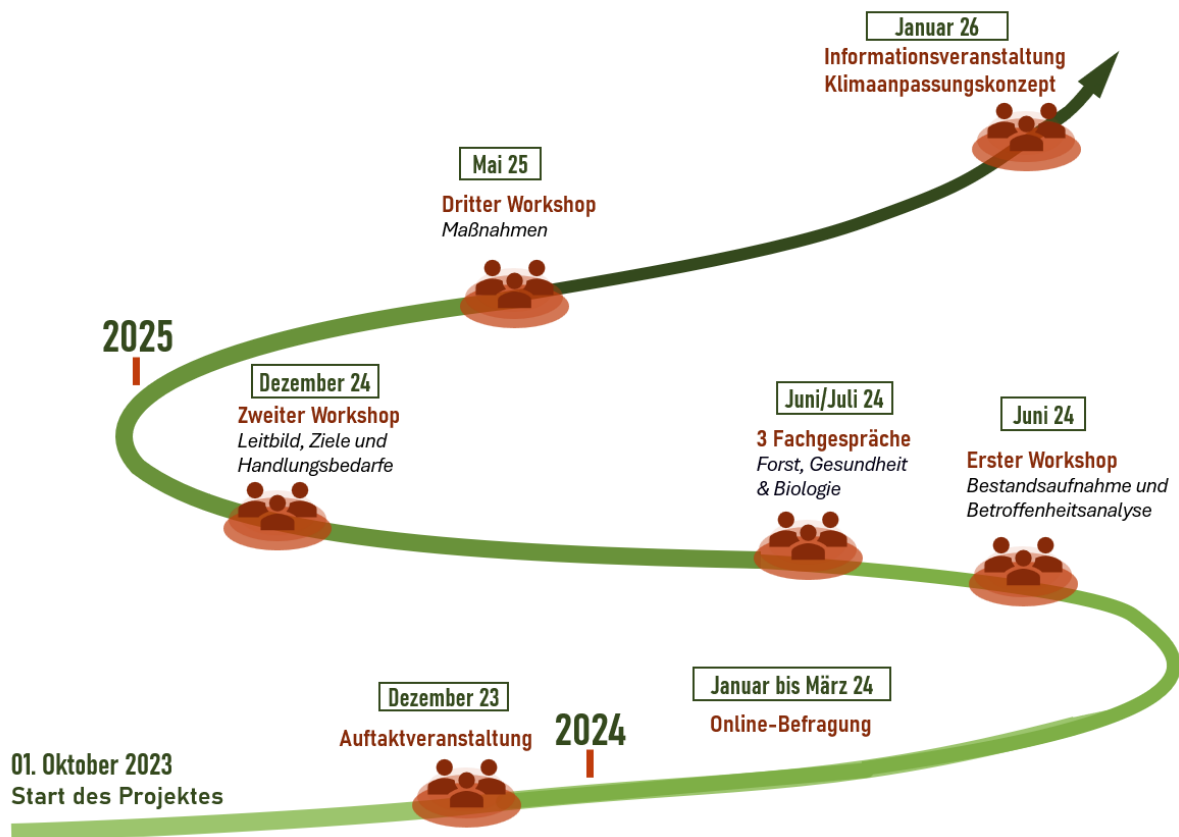 01. Oktober 2023
Start des Projektes
Dezember 23
Auftaktveranstaltung
2024
Januar bis März 24
Online-Befragung
Juni 24
Erster Workshop
Bestandsaufnahme und
Betroffenheitsanalyse
Juni/Juli 24
3 Fachgespräche
Forst, Gesundheit
& Biologie
Dezember 24
Zweiter Workshop
Leitbild, Ziele und
Handlungsbedarfe
2025
Mai 25
Dritter Workshop
Maßnahmen
Januar 26
Informationsveranstaltung
Klimaanpassungskonzept